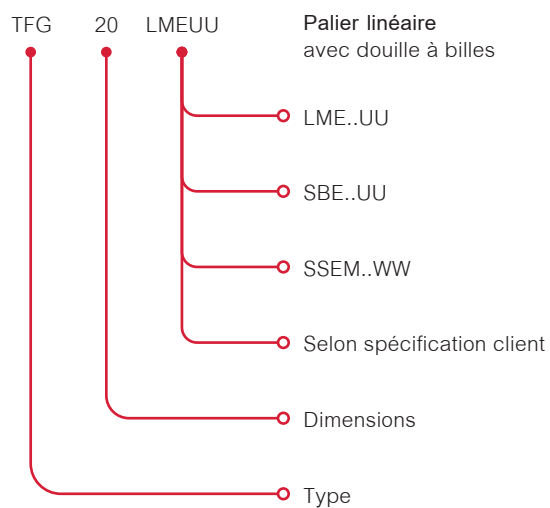 TFG 20 LMEUU Palier linéaire
avec douille à billes
LME..UU
SBE..UU
SSEM..WW
Selon spécification client
Dimensions
Type